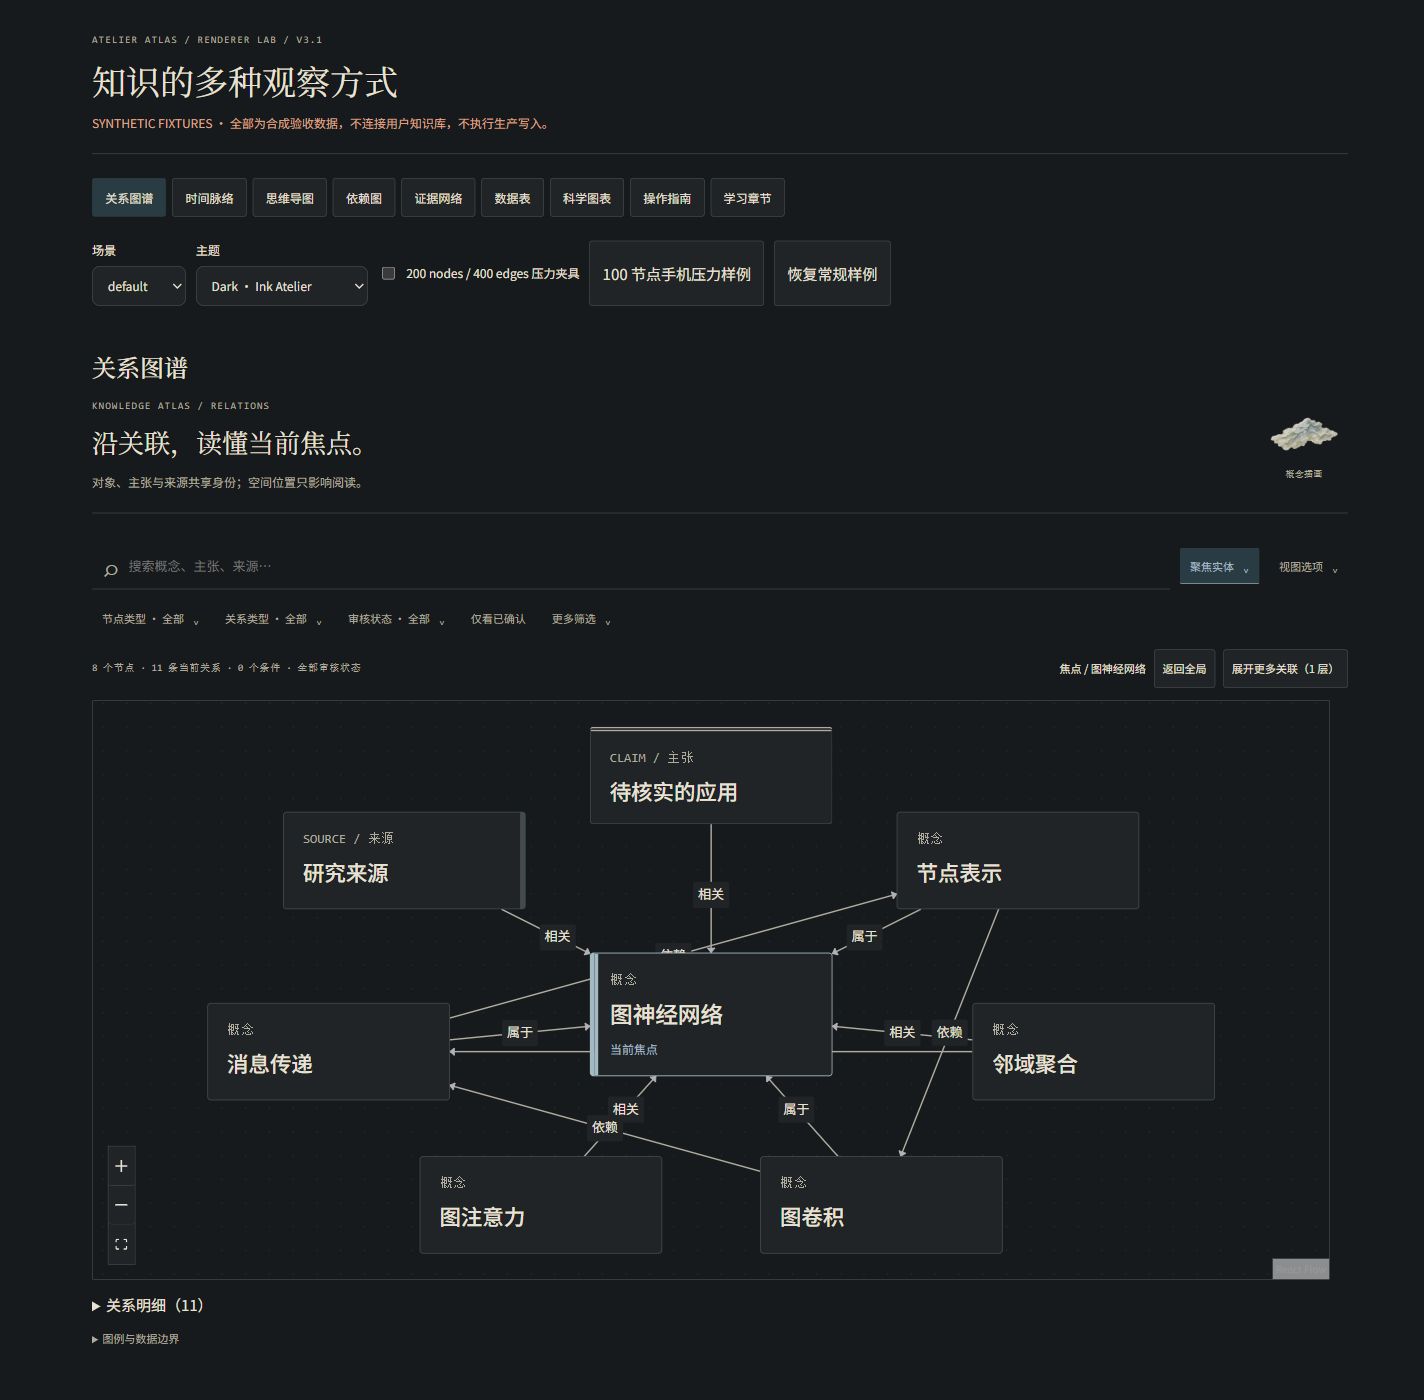 ATELIER ATLAS / RENDERER LAB / V3.1
知识的多种观察方式
SYNTHETIC FIXTURES · 全部为合成验收数据，不连接用户知识库，不执行生产写入。
关系图谱 时间脉络 思维导图 依赖图 证据网络 数据表 科学图表 操作指南 学习章节
场景 主题
default Dark · Ink Atelier 200 nodes / 400 edges 压力夹具 100 节点手机压力样例 恢复常规样例
关系图谱
KNOWLEDGE ATLAS / RELATIONS
沿关联，读懂当前焦点。
概念描画
对象、主张与来源共享身份；空间位置只影响阅读。
搜索概念、主张、来源… 聚焦实体 视图选项
节点类型 · 全部 关系类型 · 全部 审核状态 · 全部 仅看已确认 更多筛选
8 个节点 · 11 条当前关系 · 0 个条件 · 全部审核状态 焦点 / 图神经网络 返回全局 展开更多关联（1 层）
CLAIM / 主张
待核实的应用
SOURCE / 来源
研究来源
概念
节点表示
相关
相关
属于
依赖
概念
图神经网络
当前焦点
概念
消息传递
属于
相关
依赖
概念
邻域聚合
相关
依赖
属于
概念
图注意力
概念
图卷积
React Flow
关系明细（11）
图例与数据边界